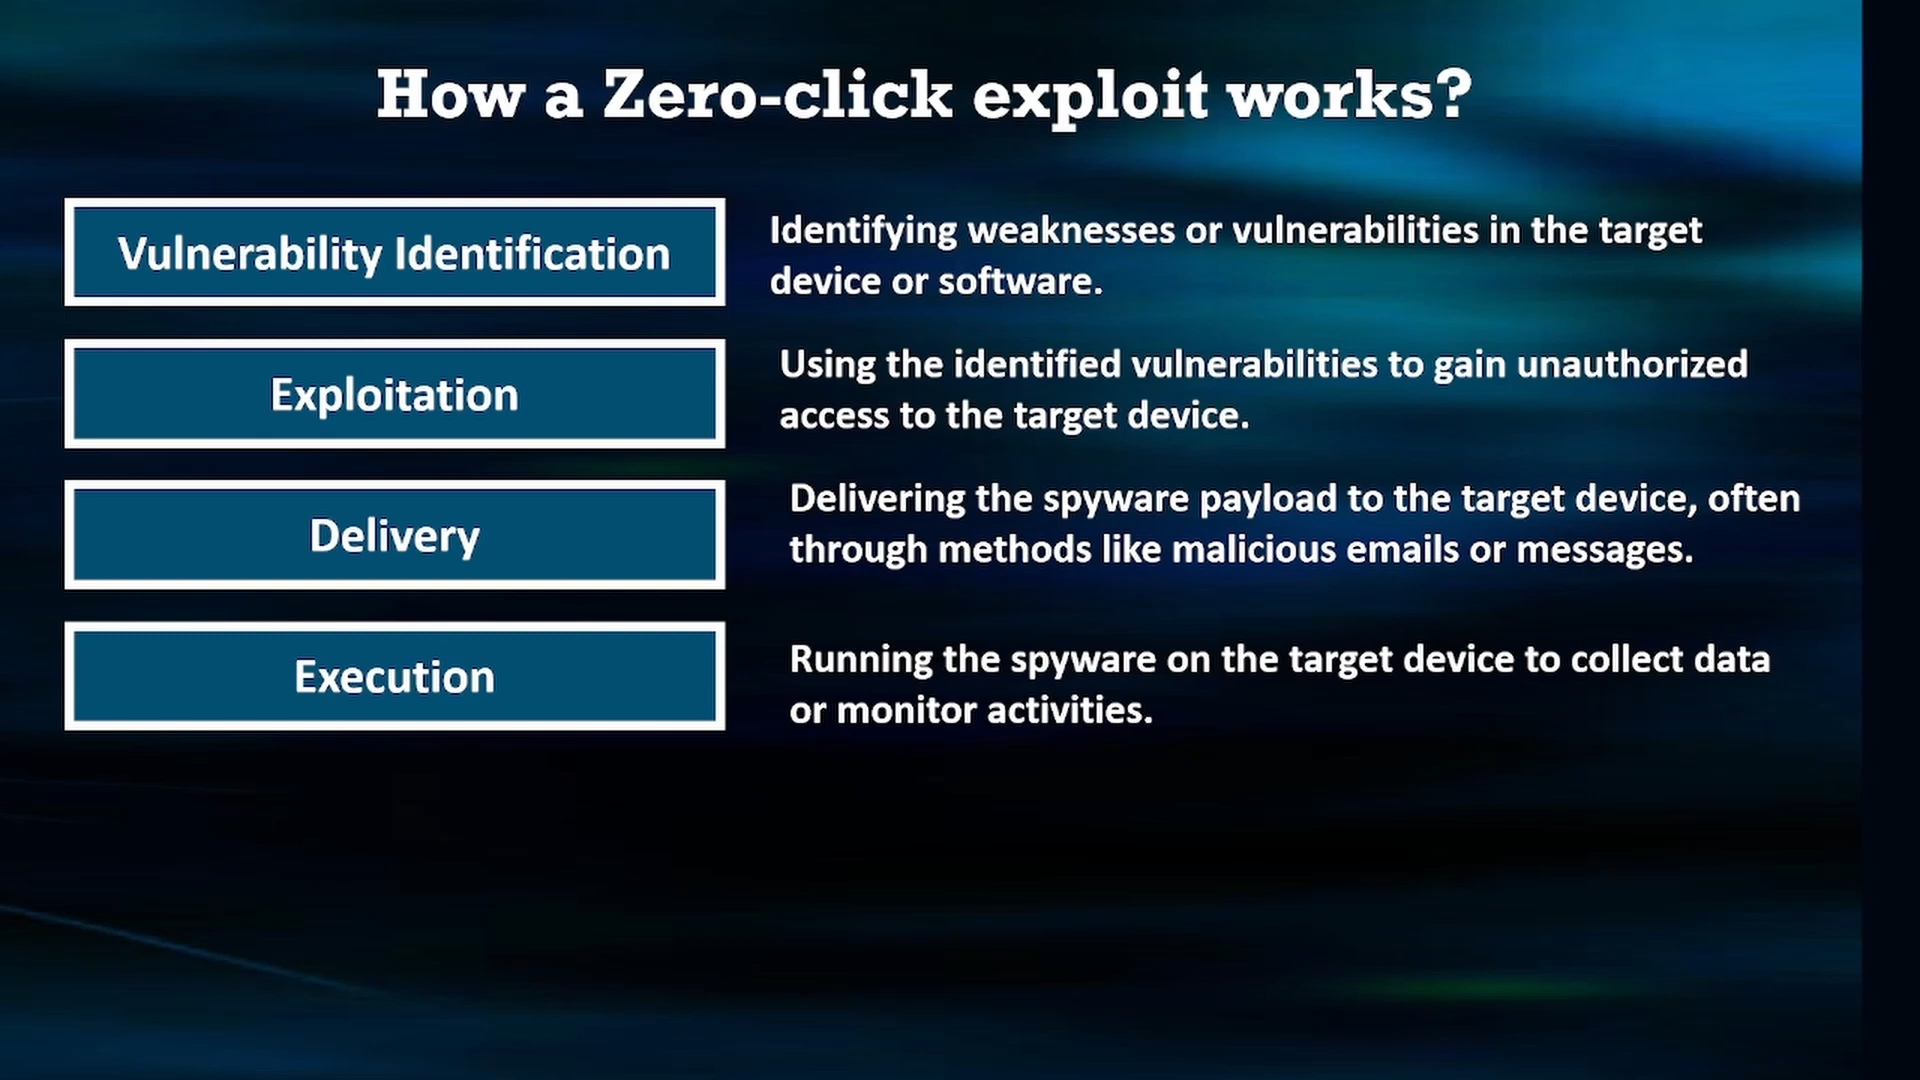 How a Zero-click exploit works?
Vulnerability Identification
Identifying weaknesses or vulnerabilities in the target
device or software.
Exploitation
Using the identified vulnerabilities to gain unauthorized
access to the target device.
Delivery
Delivering the spyware payload to the target device, often
through methods like malicious emails or messages.
Execution
Running the spyware on the target device to collect data
or monitor activities.